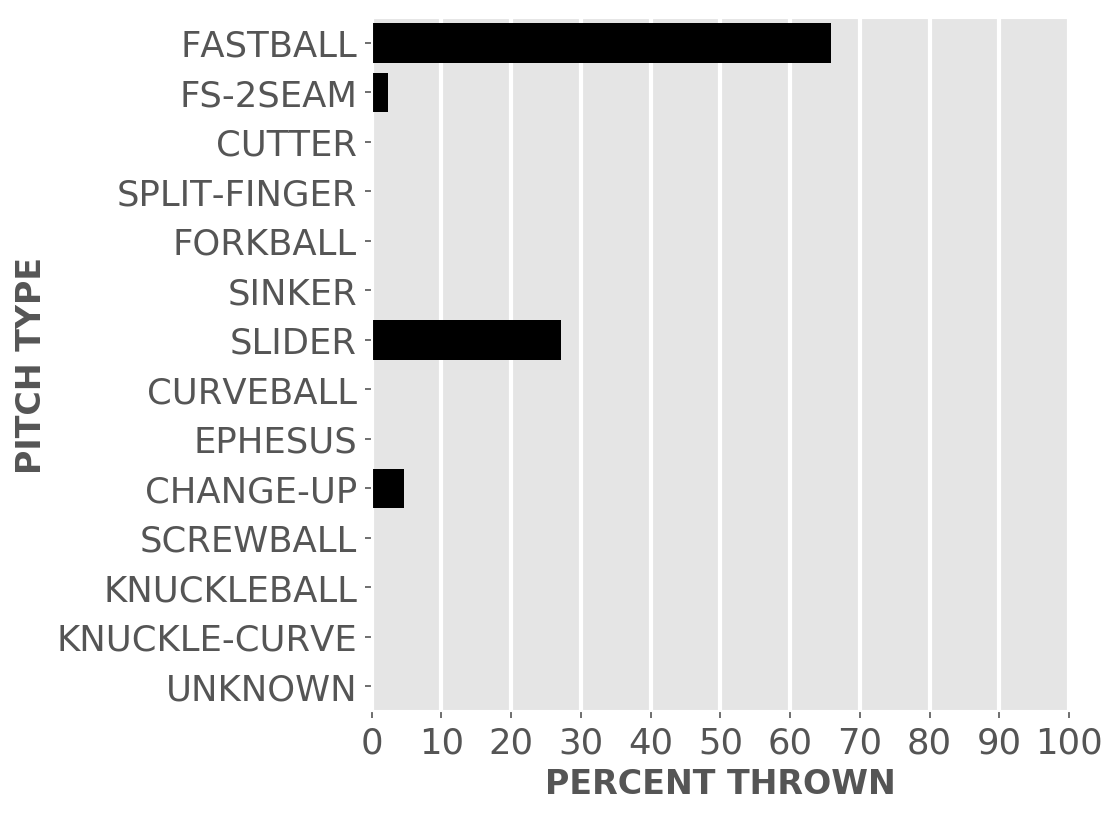 FASTBALL
FS-2SEAM
CUTTER
SPLIT-FINGER
FORKBALL
SINKER
SLIDER
CURVEBALL
EPHESUS
CHANGE-UP
SCREWBALL
KNUCKLEBALL
KNUCKLE-CURVE
UNKNOWN
PITCH TYPE
0 10 20 30 40 50 60 70 80 90 100
PERCENT THROWN